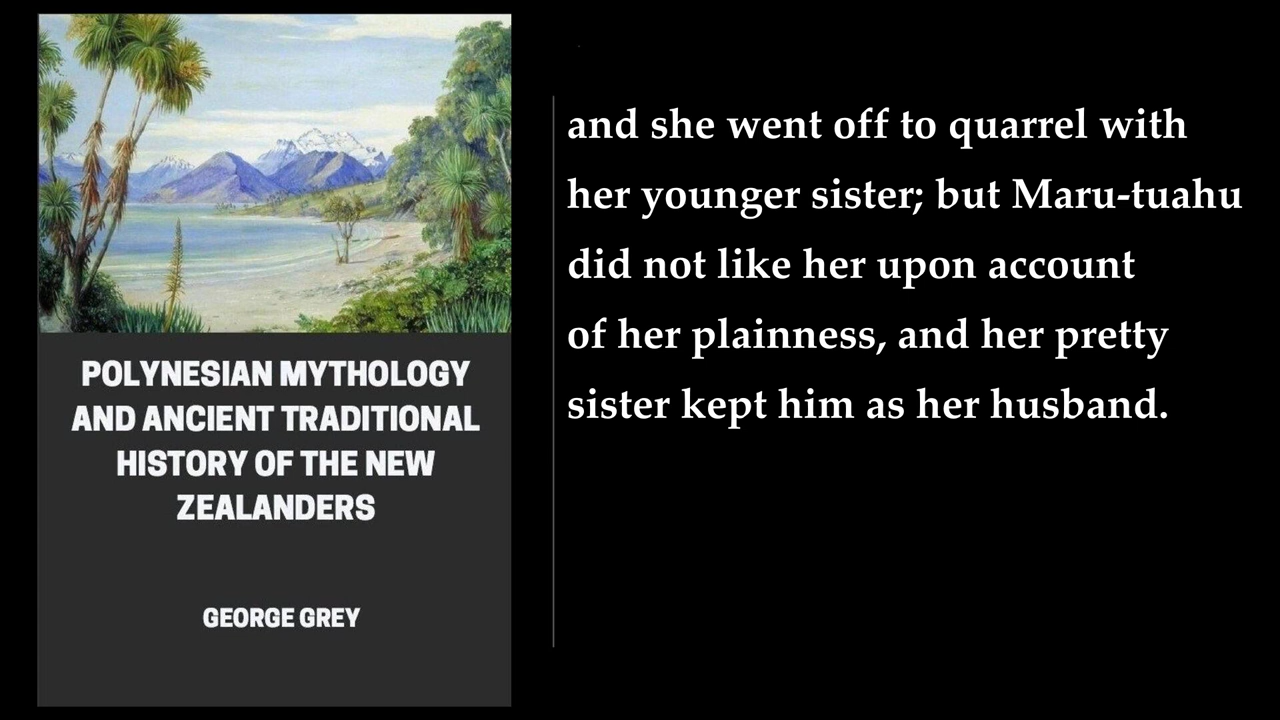 POLYNESIAN MYTHOLOGY
AND ANCIENT TRADITIONAL
HISTORY OF THE NEW
ZEALANDERS
GEORGE GREY
and she went off to quarrel with
her younger sister; but Maru-tuahu
did not like her upon account
of her plainness, and her pretty
sister kept him as her husband.